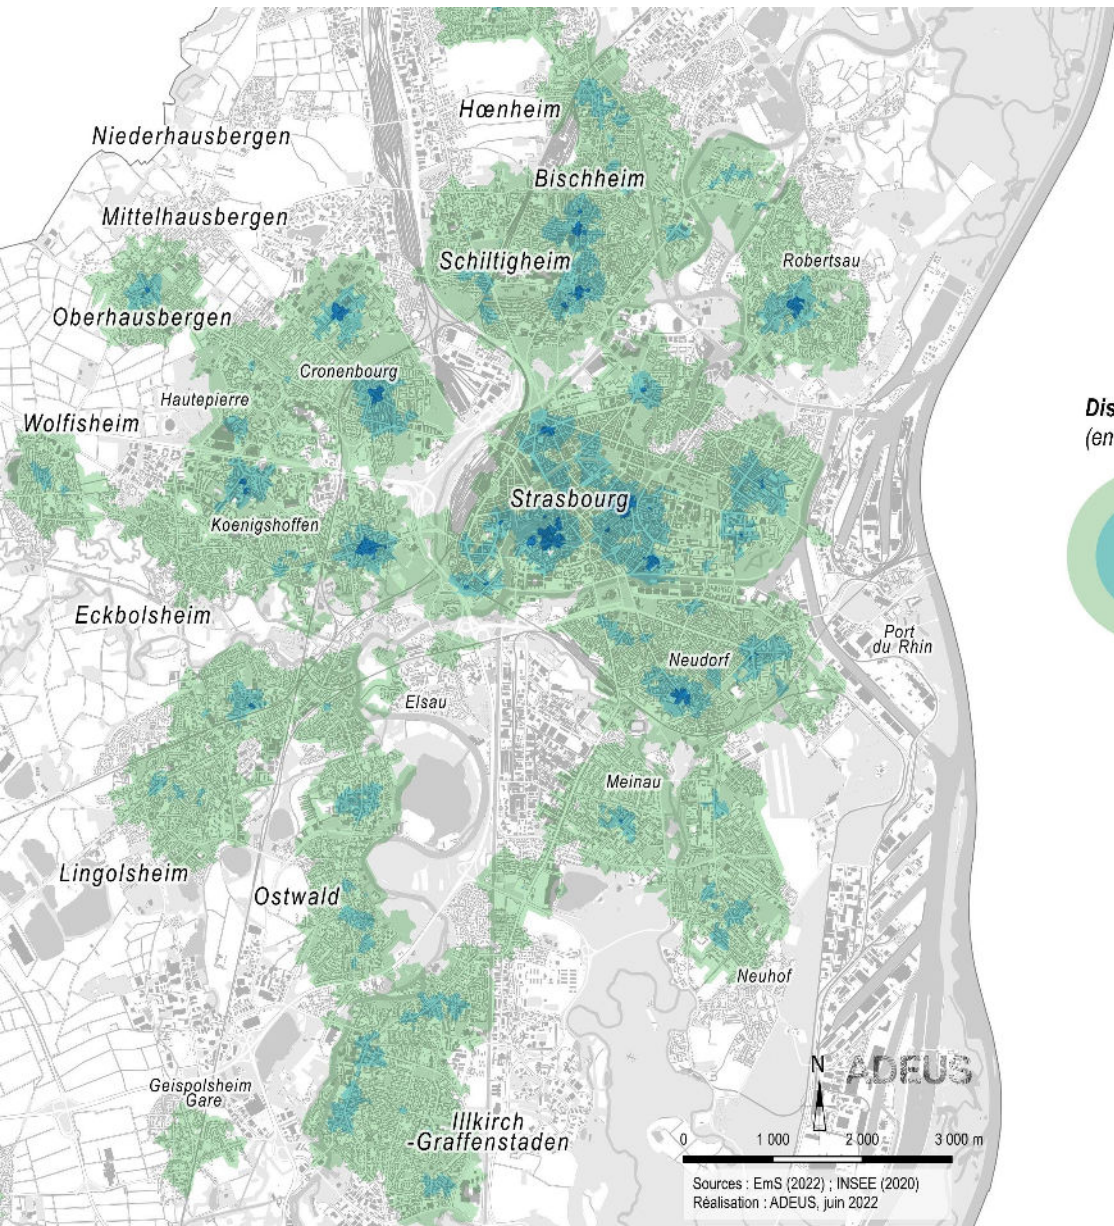 Hœnheim
Niederhausbergen
Bischheim
Mittelhausbergen
Schiltigheim
Robertsau
Oberhausbergen
Cronenbourg
Hautepierre
Wolfisheim
Dis
(en
Strasbourg
Koenigshoffen
Eckbolsheim
Port
du Rhin
Neudorf
Elsau
Meinau
Lingolsheim
Ostwald
Neuhof
N
ADEUS
Geispolsheim
Gare
Illkirch
-Graffenstaden
0 1 000 2 000 3 000 m
Sources : EmS (2022) ; INSEE (2020)
Réalisation : ADEUS, juin 2022